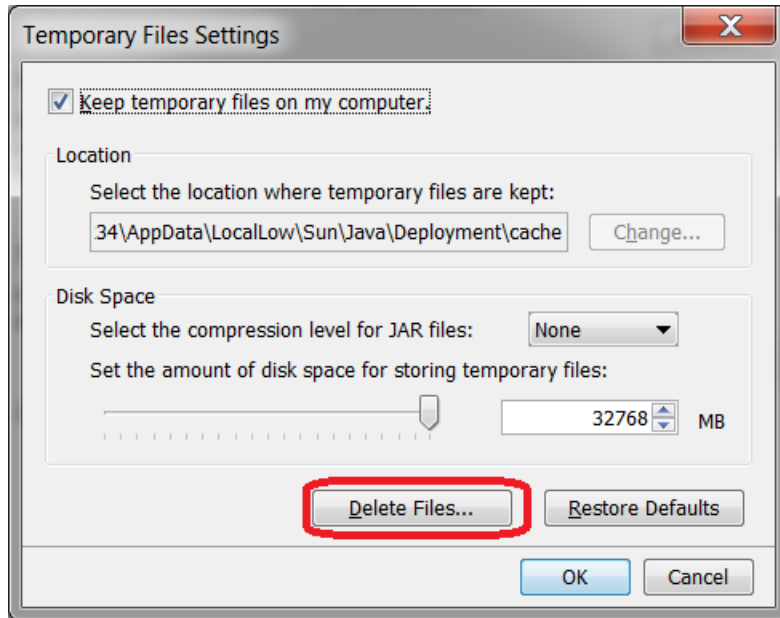 Temporary Files Settings
Keep temporary files on my computer.
Location
Select the location where temporary files are kept:
34\AppData\LocalLow\Sun\Java\Deployment\cache
Change...
Disk Space
Select the compression level for JAR files:
None
Set the amount of disk space for storing temporary files:
32768 MB
Delete Files...
Restore Defaults
OK
Cancel